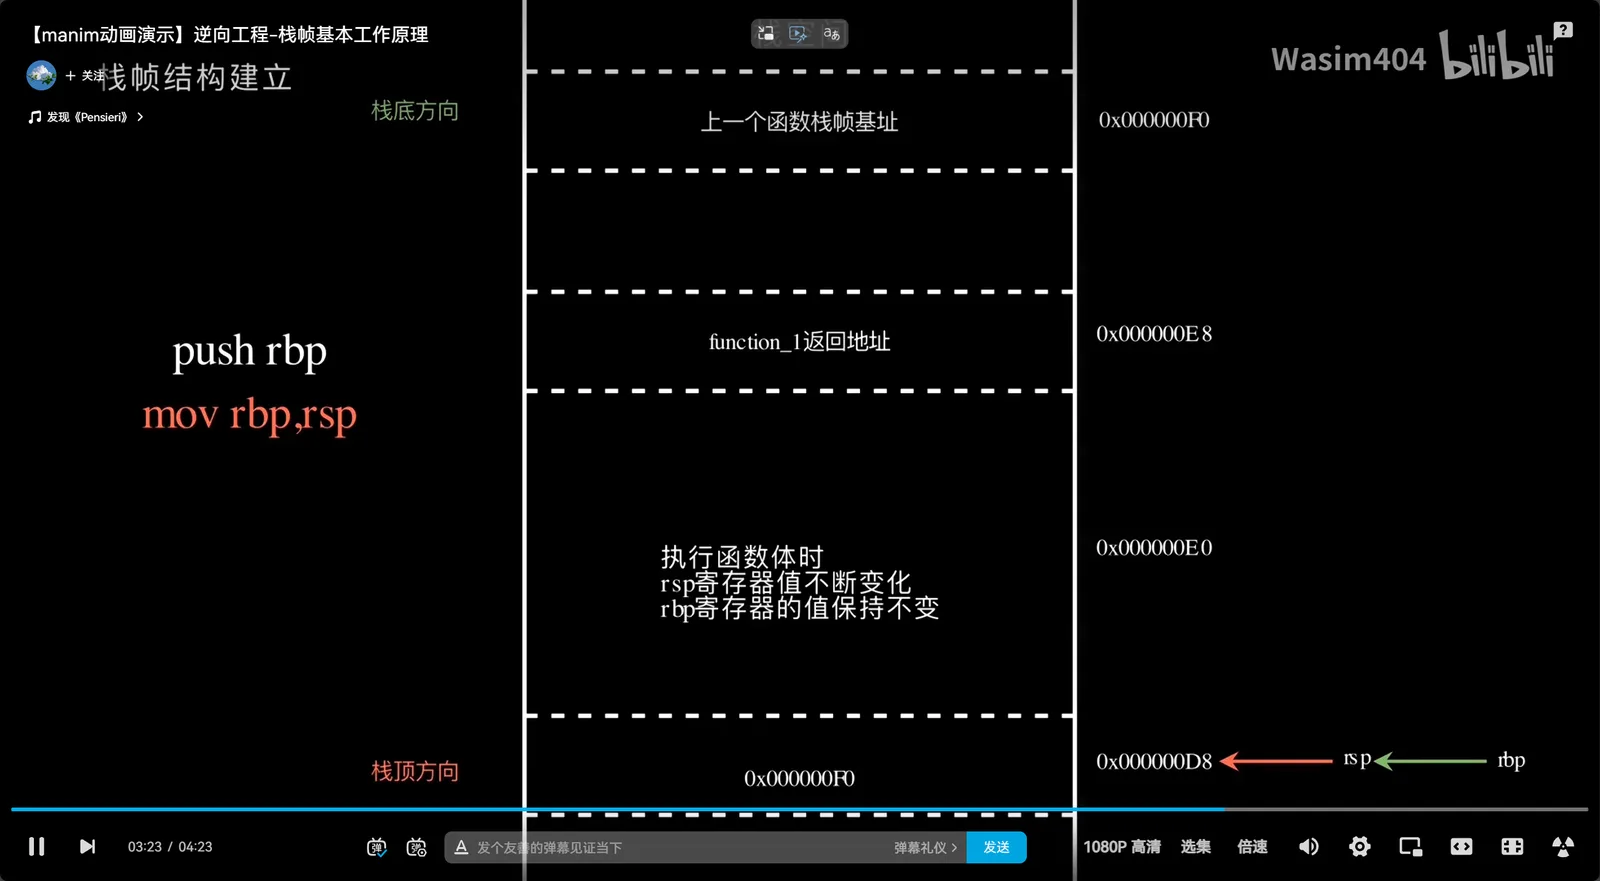 【manim动画演示】逆向工程-栈帧基本工作原理
+ 关注
栈帧结构建立
发现《Pensieri》 >
Wasim404 bilibili
栈底方向
上一个函数栈帧基址
0x000000F0
function_1返回地址
0x000000E8
push rbp
mov rbp,rsp
0x000000E0
执行函数体时
rsp寄存器值不断变化
rbp寄存器的值保持不变
栈顶方向
0x000000F0
0x000000D8
rsp
rbp
03:23 / 04:23
弹
弹
发个友善的弹幕见证当下
弹幕礼仪 >
发送
1080P 高清
选集
倍速